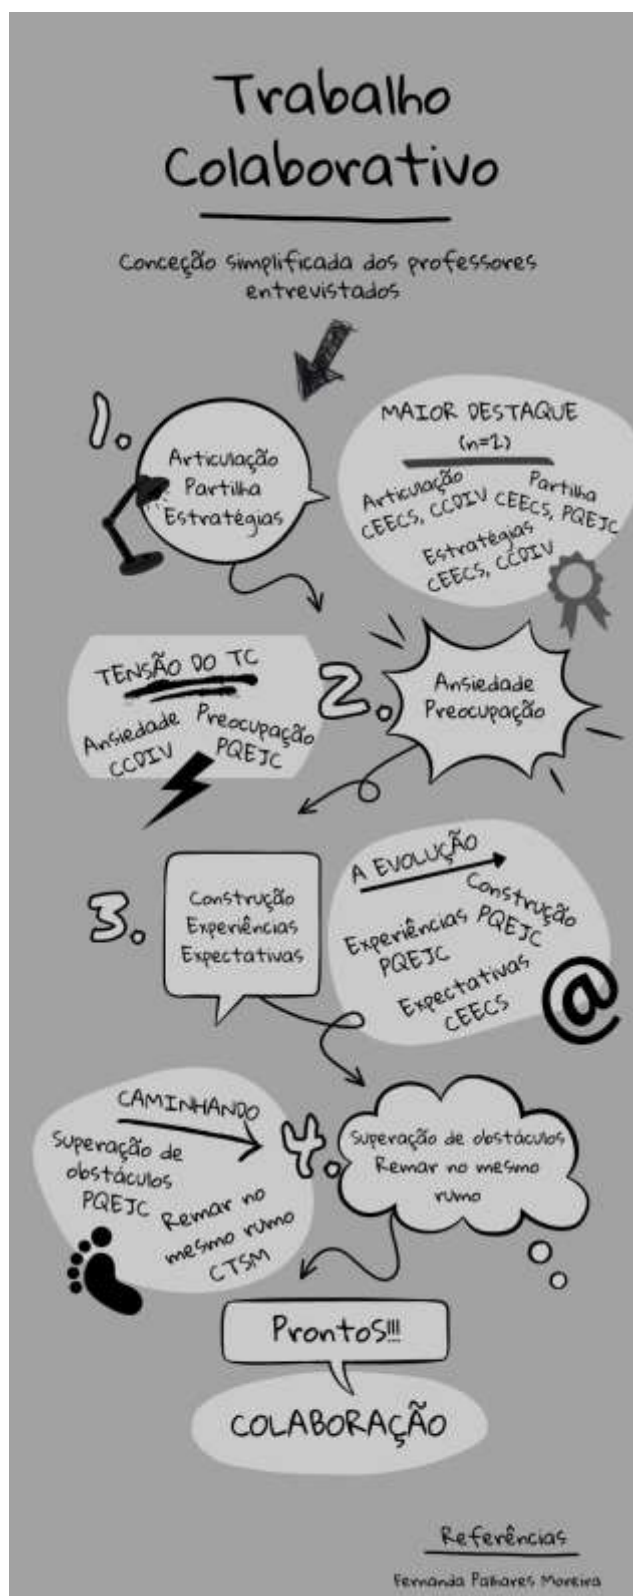 Trabalho
Colaborativo
Conceção simplificada dos professores
entrevistados
1.
Articulação
Partilha
Estratégias
MAIOR DESTAQUE
(n=2)
Articulação
CEECS, CCDIV
Partilha
CEECS, PQEJC
Estratégias
CEECS, CCDIV
TENSÃO DO TC
Ansiedade
CCDIV
Preocupação
PQEJC
2.
Ansiedade
Preocupação
3.
Construção
Experiências
Expectativas
A EVOLUÇÃO
Construção
PQEJC
Experiências
PQEJC
Expectativas
CEECS
@
CAMINHANDO
Superação de
obstáculos
PQEJC
Remar no
mesmo rumo
CTSM
4.
Superação de obstáculos
Remar no mesmo
rumo
Prontos!!!
COLABORAÇÃO
Referências
Fernanda Palhares Moreira